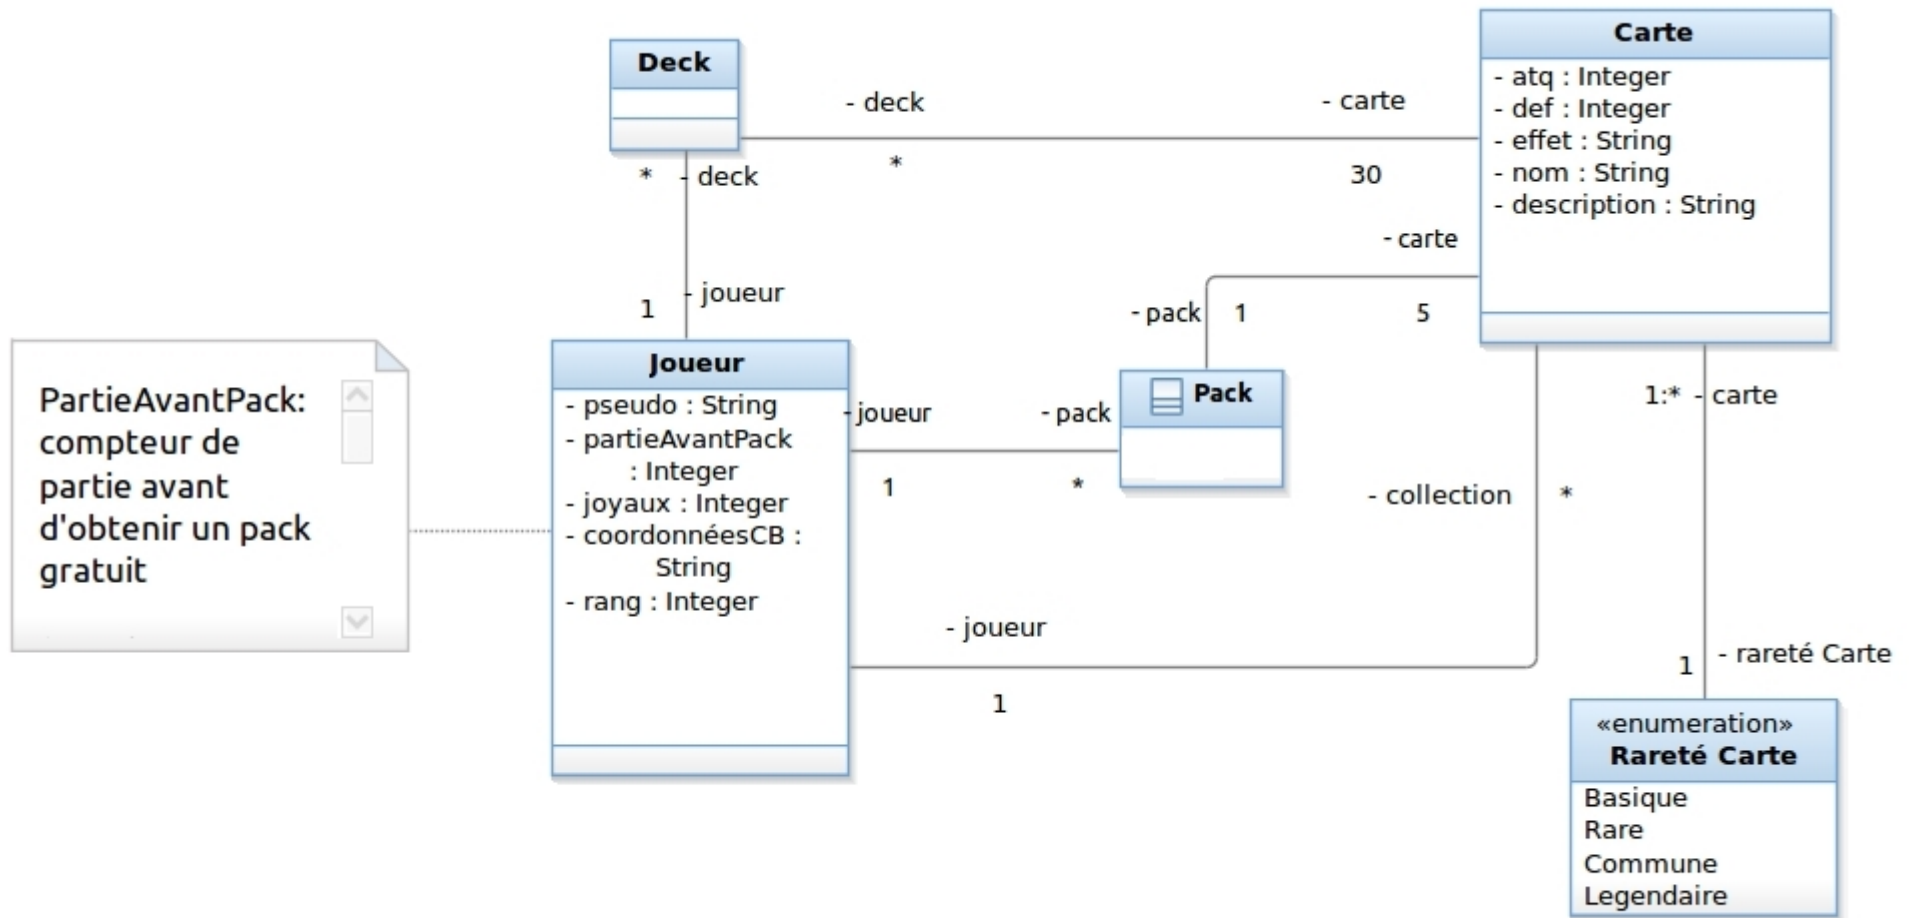 Deck
- deck
*
- carte
30
* - deck
1 - joueur
Carte
- atq : Integer
- def : Integer
- effet : String
- nom : String
- description : String
- carte
5
- pack 1
Pack
PartieAvantPack:
compteur de
partie avant
d'obtenir un pack
gratuit
Joueur
- pseudo : String
- partieAvantPack
: Integer
- joyaux : Integer
- coordonnéesCB :
String
- rang : Integer
- joueur
1
- pack
*
- collection *
- joueur
1
1:* - carte
1 - rareté Carte
«enumeration»
Rareté Carte
Basique
Rare
Commune
Legendaire